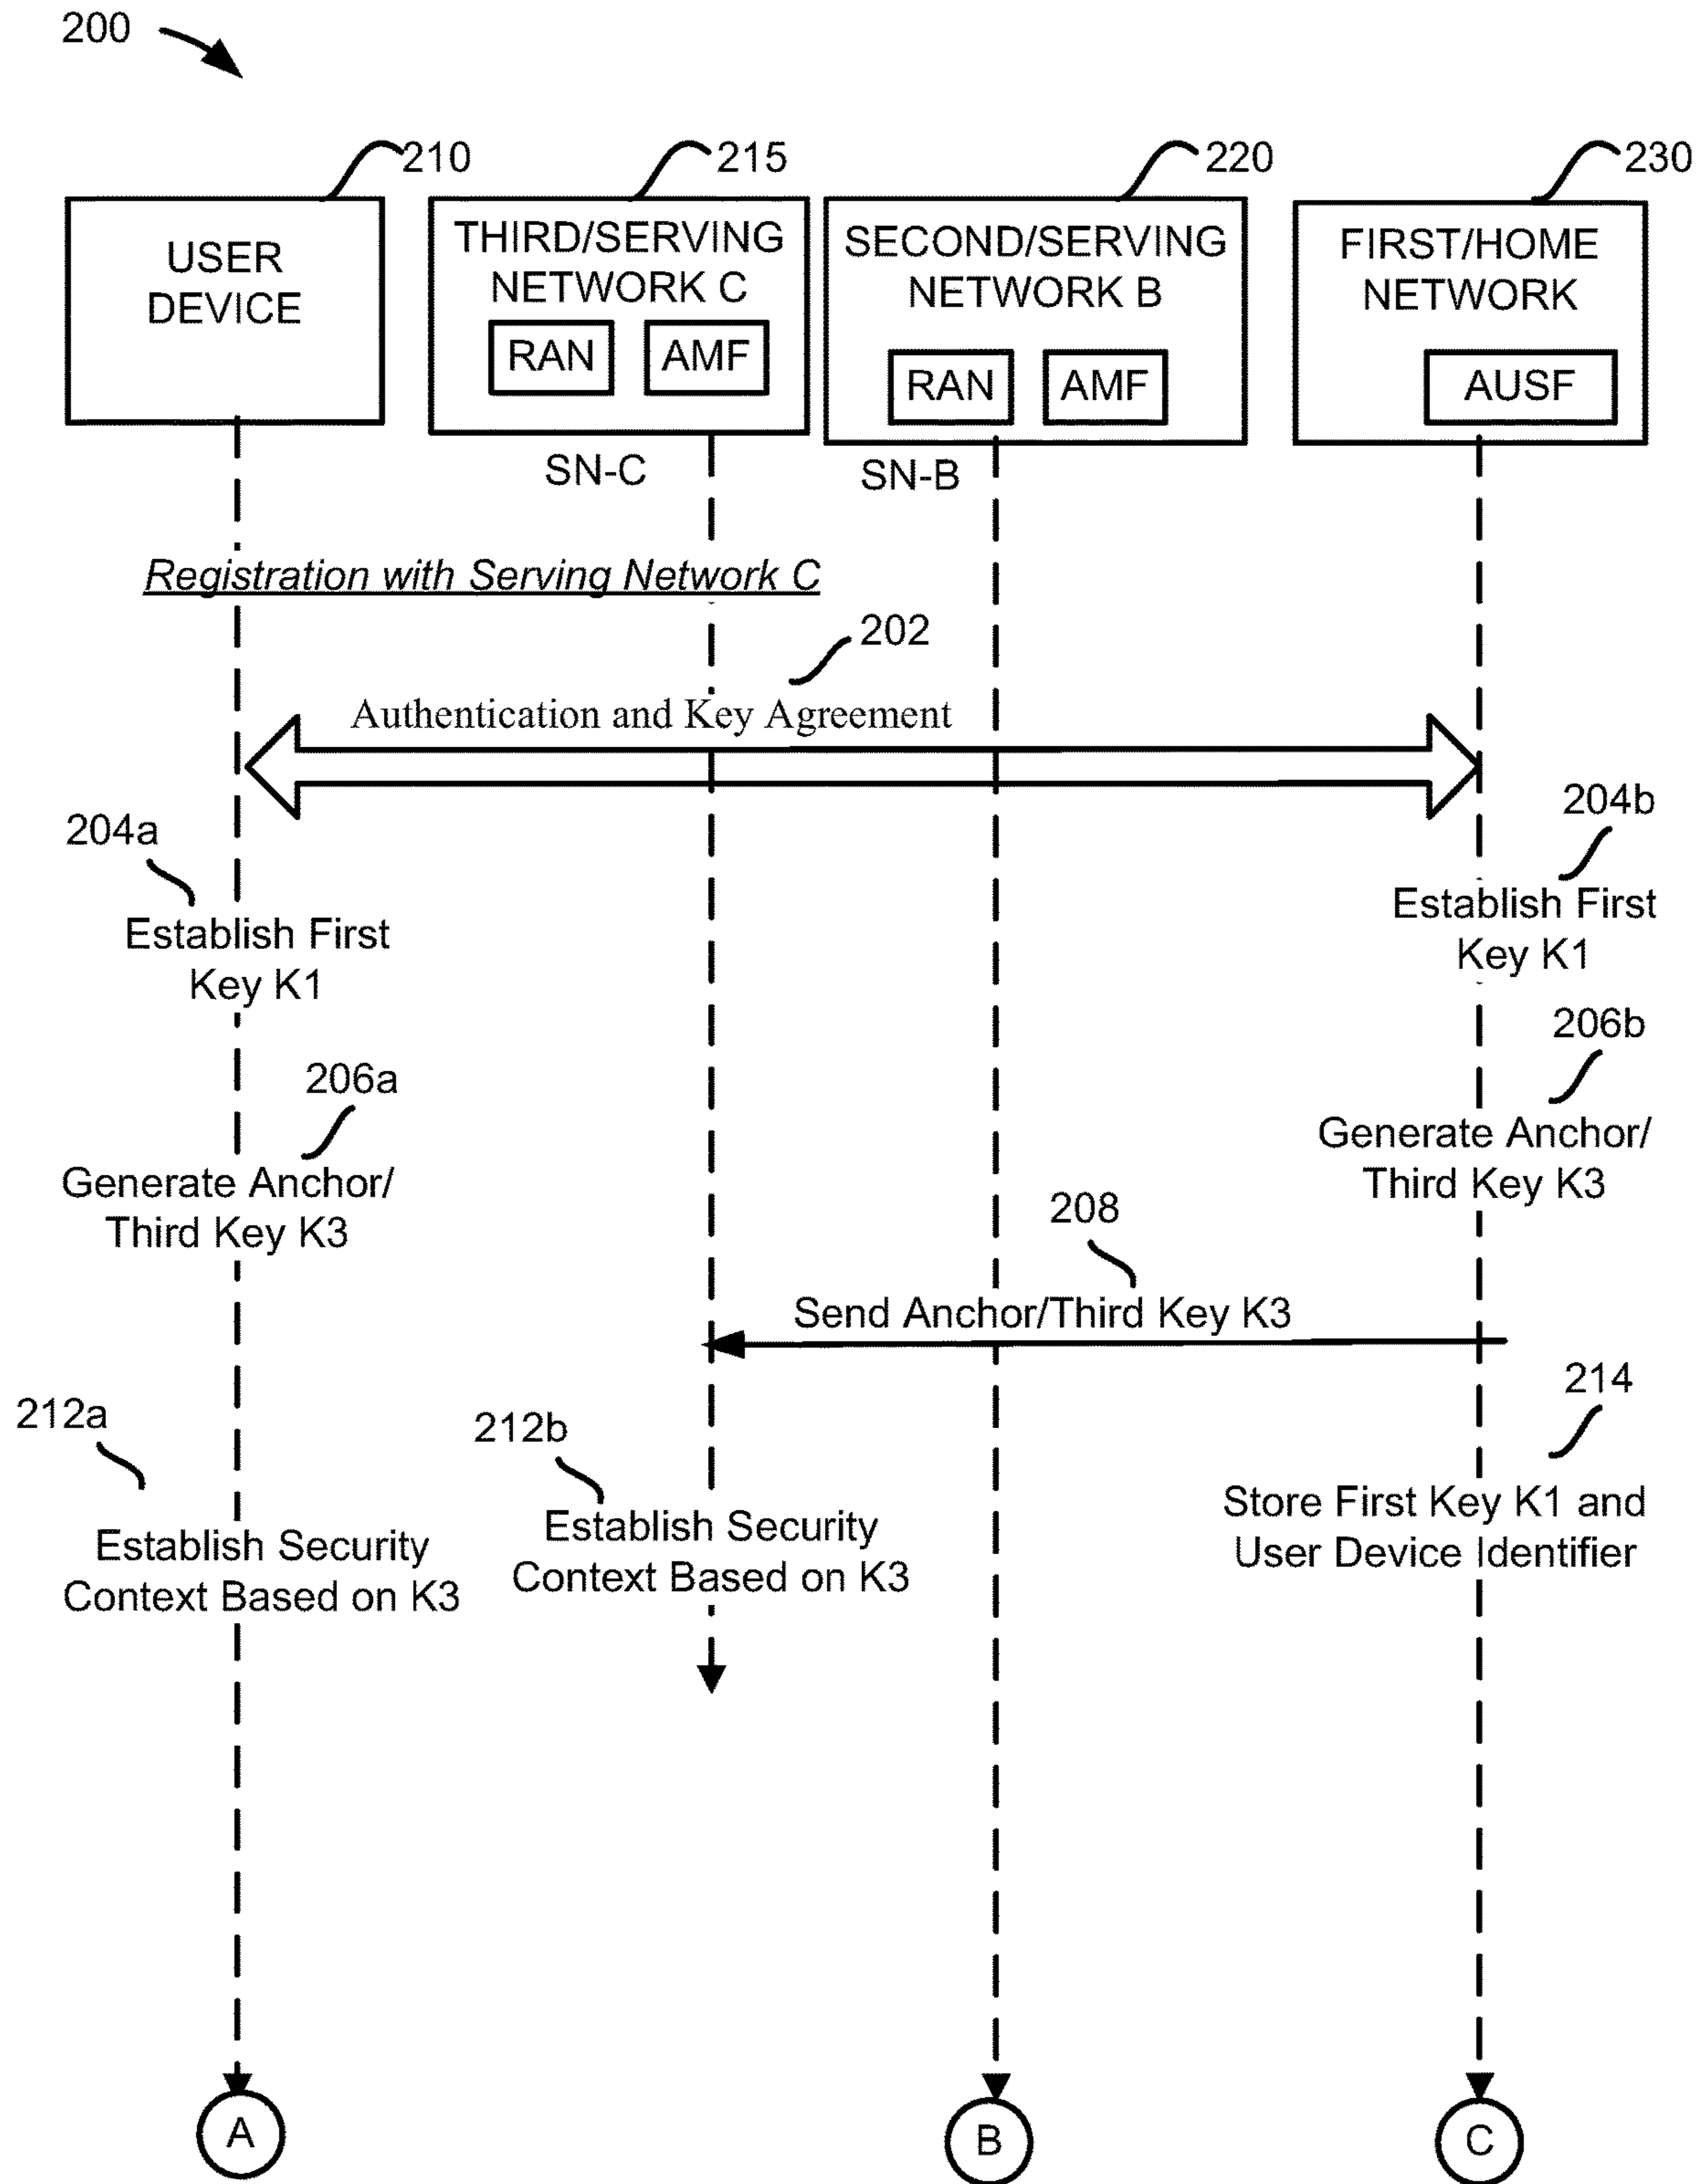 200
210
215
220
230
USER
DEVICE
THIRD/SERVING
NETWORK C
RAN
AMF
SECOND/SERVING
NETWORK B
RAN
AMF
FIRST/HOME
NETWORK
AUSF
SN-C
SN-B
Registration with Serving Network C
202
Authentication and Key Agreement
204a
Establish First
Key K1
204b
Establish First
Key K1
206a
Generate Anchor/
Third Key K3
206b
Generate Anchor/
Third Key K3
208
Send Anchor/Third Key K3
212a
Establish Security
Context Based on K3
212b
Establish Security
Context Based on K3
214
Store First Key K1 and
User Device Identifier
A
B
C